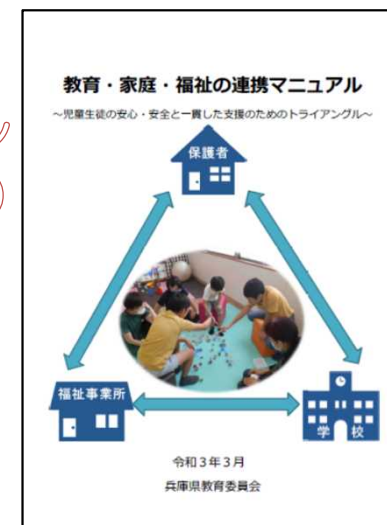 教育・家庭・福祉の連携マニュアル
～児童生徒の安心・安全と一貫した支援のためのトライアングル～
保護者
福祉事業所
学校
令和３年３月
兵庫県教育委員会